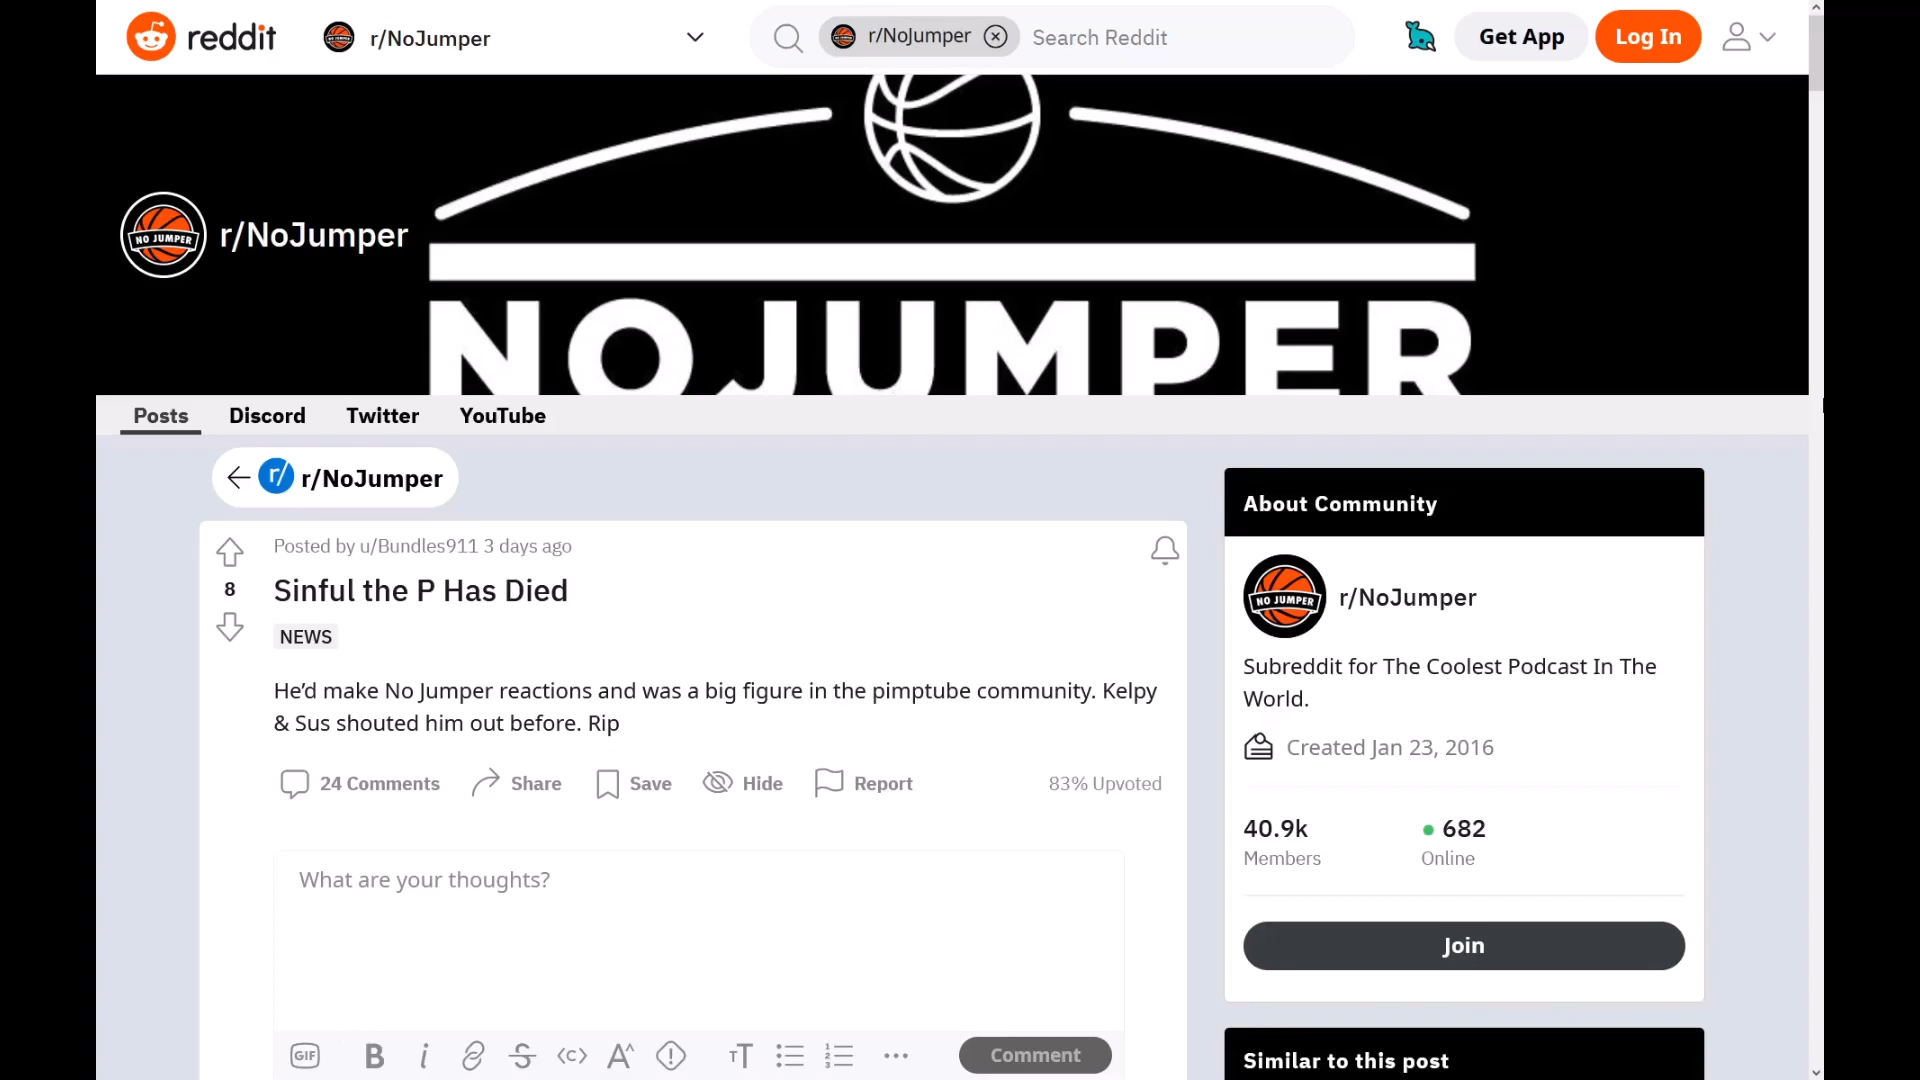 reddit
r/NoJumper
r/NoJumper
Search Reddit
Get App
Log In
NO JUMPER
r/NoJumper
NOJUMPER
Posts
Discord
Twitter
YouTube
r/ r/NoJumper
Posted by u/Bundles911 3 days ago
8
Sinful the P Has Died
NEWS
He’d make No Jumper reactions and was a big figure in the pimptube community. Kelpy
& Sus shouted him out before. Rip
24 Comments
Share
Save
Hide
Report
83% Upvoted
What are your thoughts?
GIF
Comment
About Community
NO JUMPER
r/NoJumper
Subreddit for The Coolest Podcast In The
World.
Created Jan 23, 2016
40.9k
Members
682
Online
Join
Similar to this post